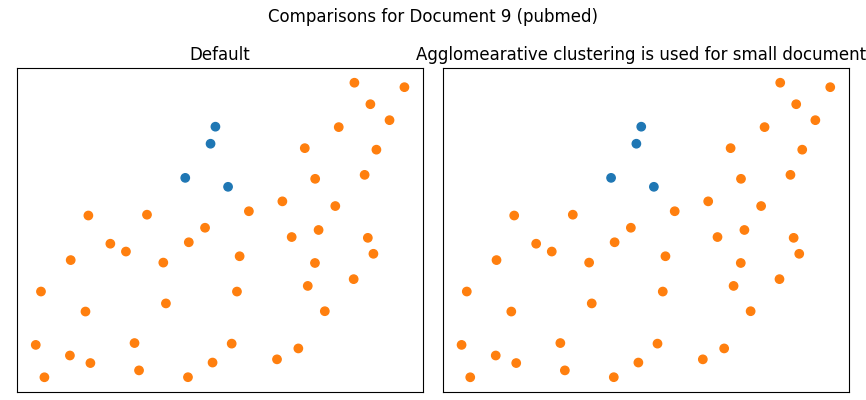 Comparisons for Document 9 (pubmed)
Default
Agglomearative clustering is used for small document